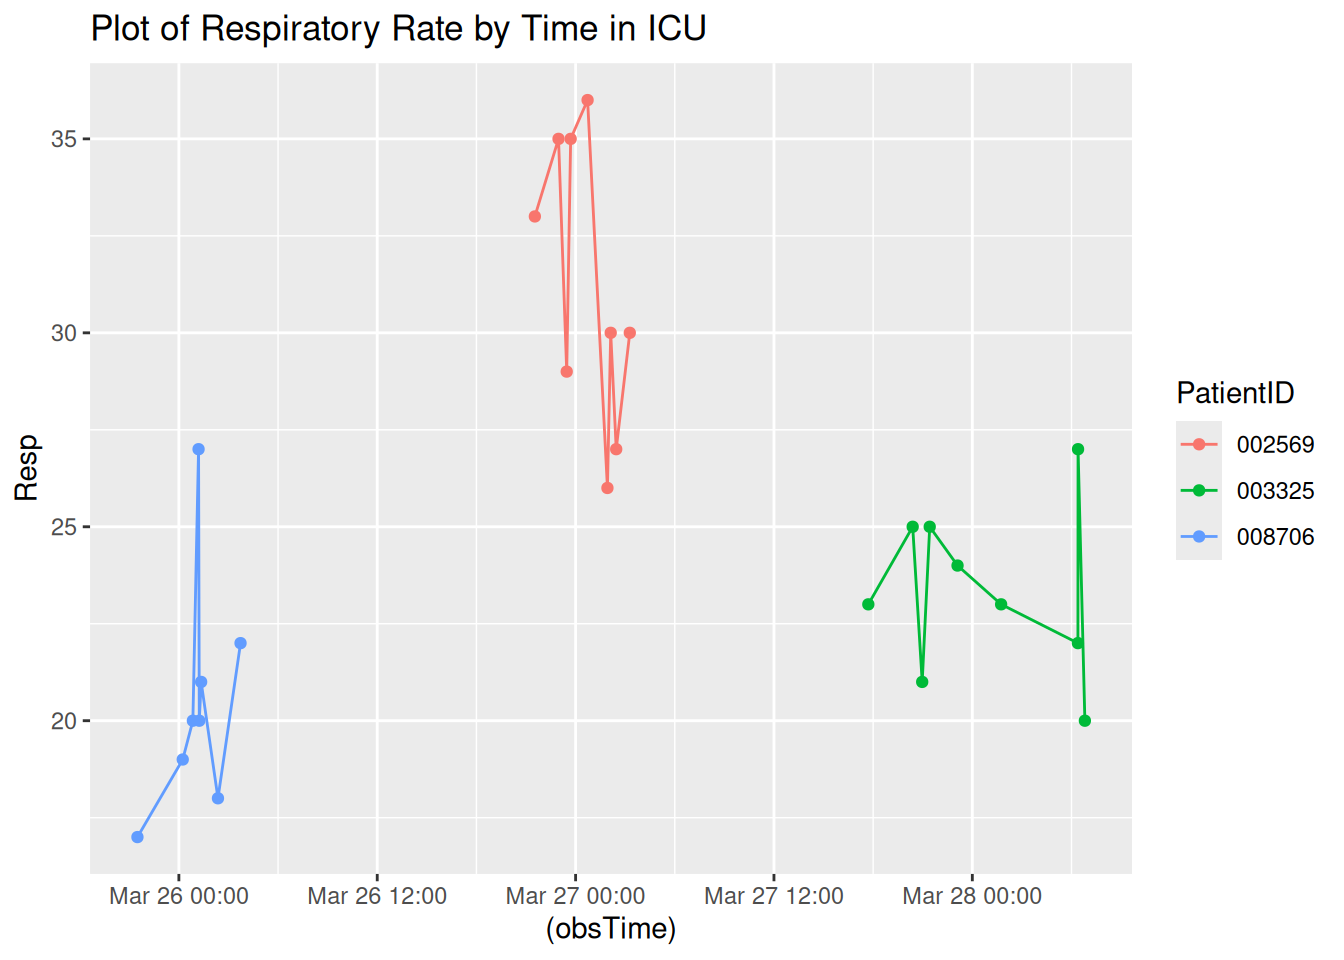 Plot of Respiratory Rate by Time in ICU
35
30
25
20
Resp
Mar 26 00:00 Mar 26 12:00 Mar 27 00:00 Mar 27 12:00 Mar 28 00:00
(obsTime)
PatientID
002569
003325
008706